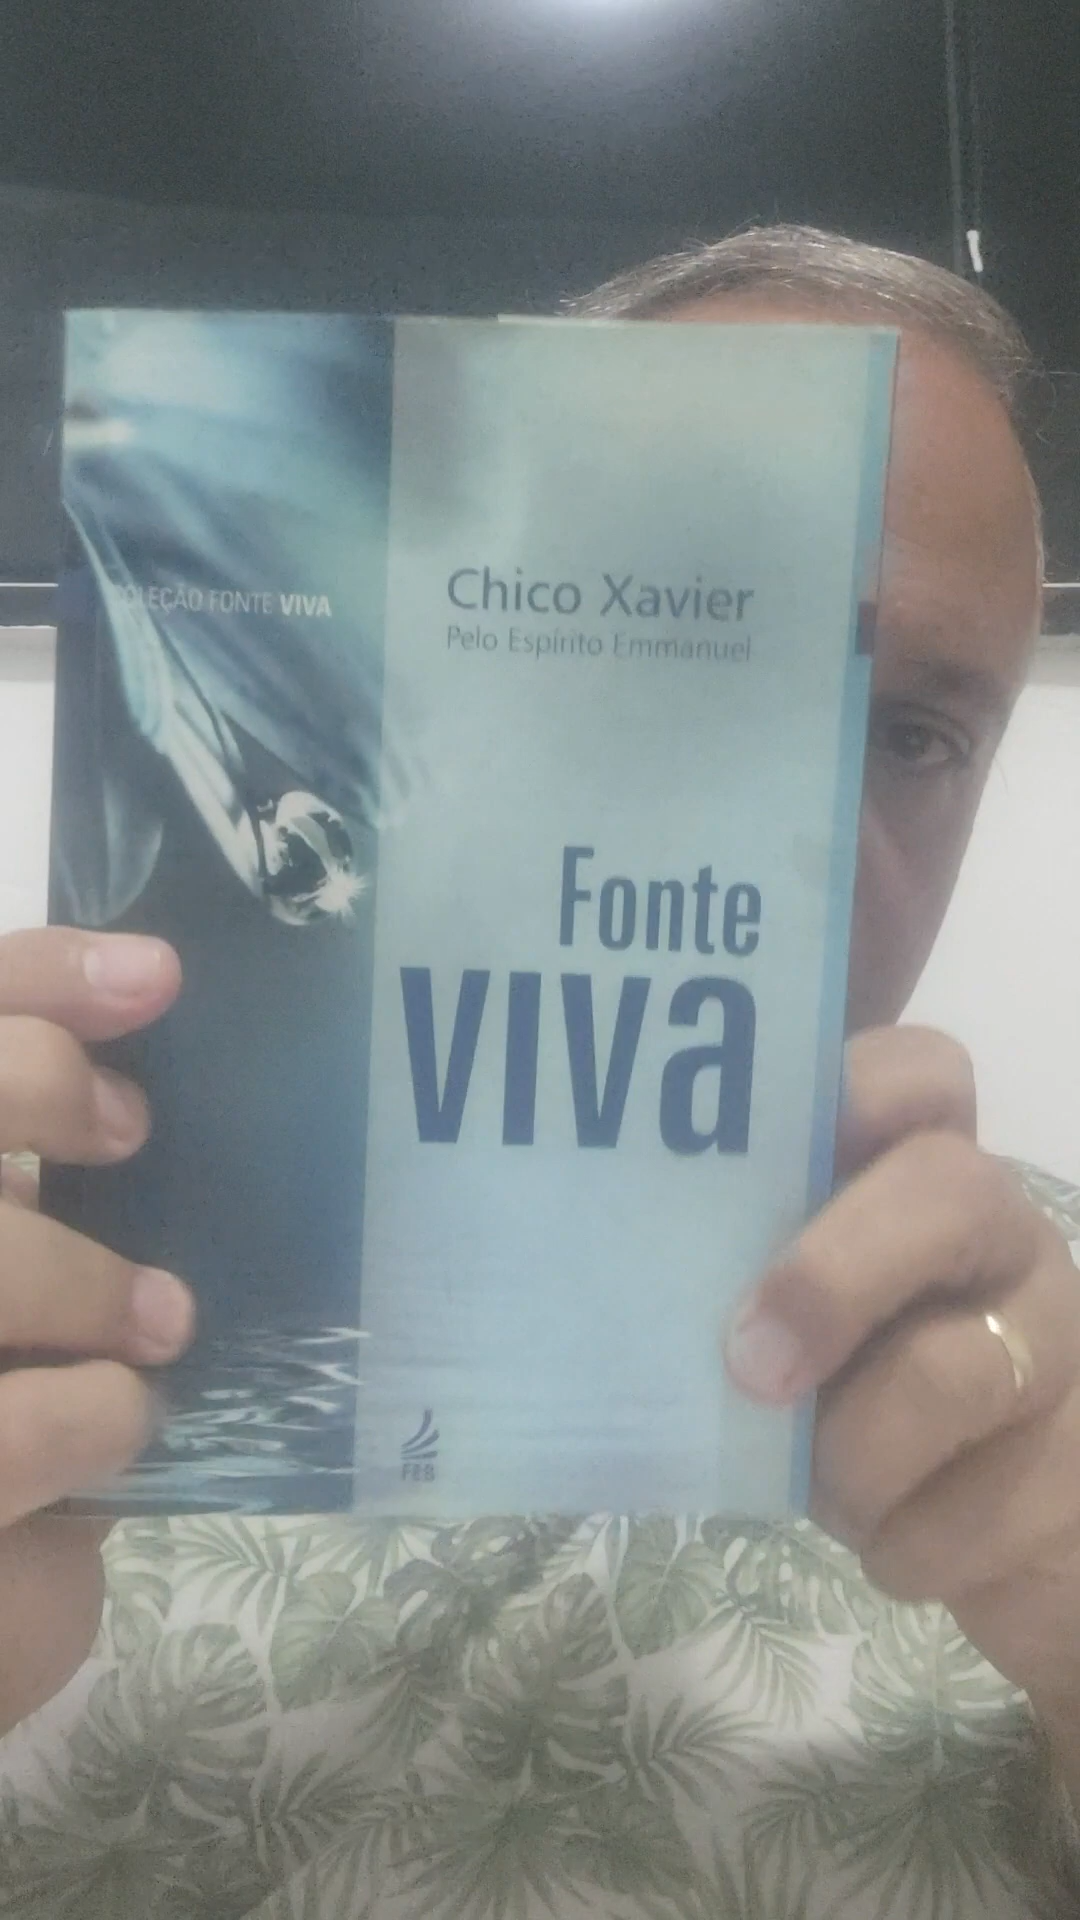 COLEÇÃO FONTE VIVA
Chico Xavier
Pelo Espírito Emmanuel
Fonte
viva
FEB